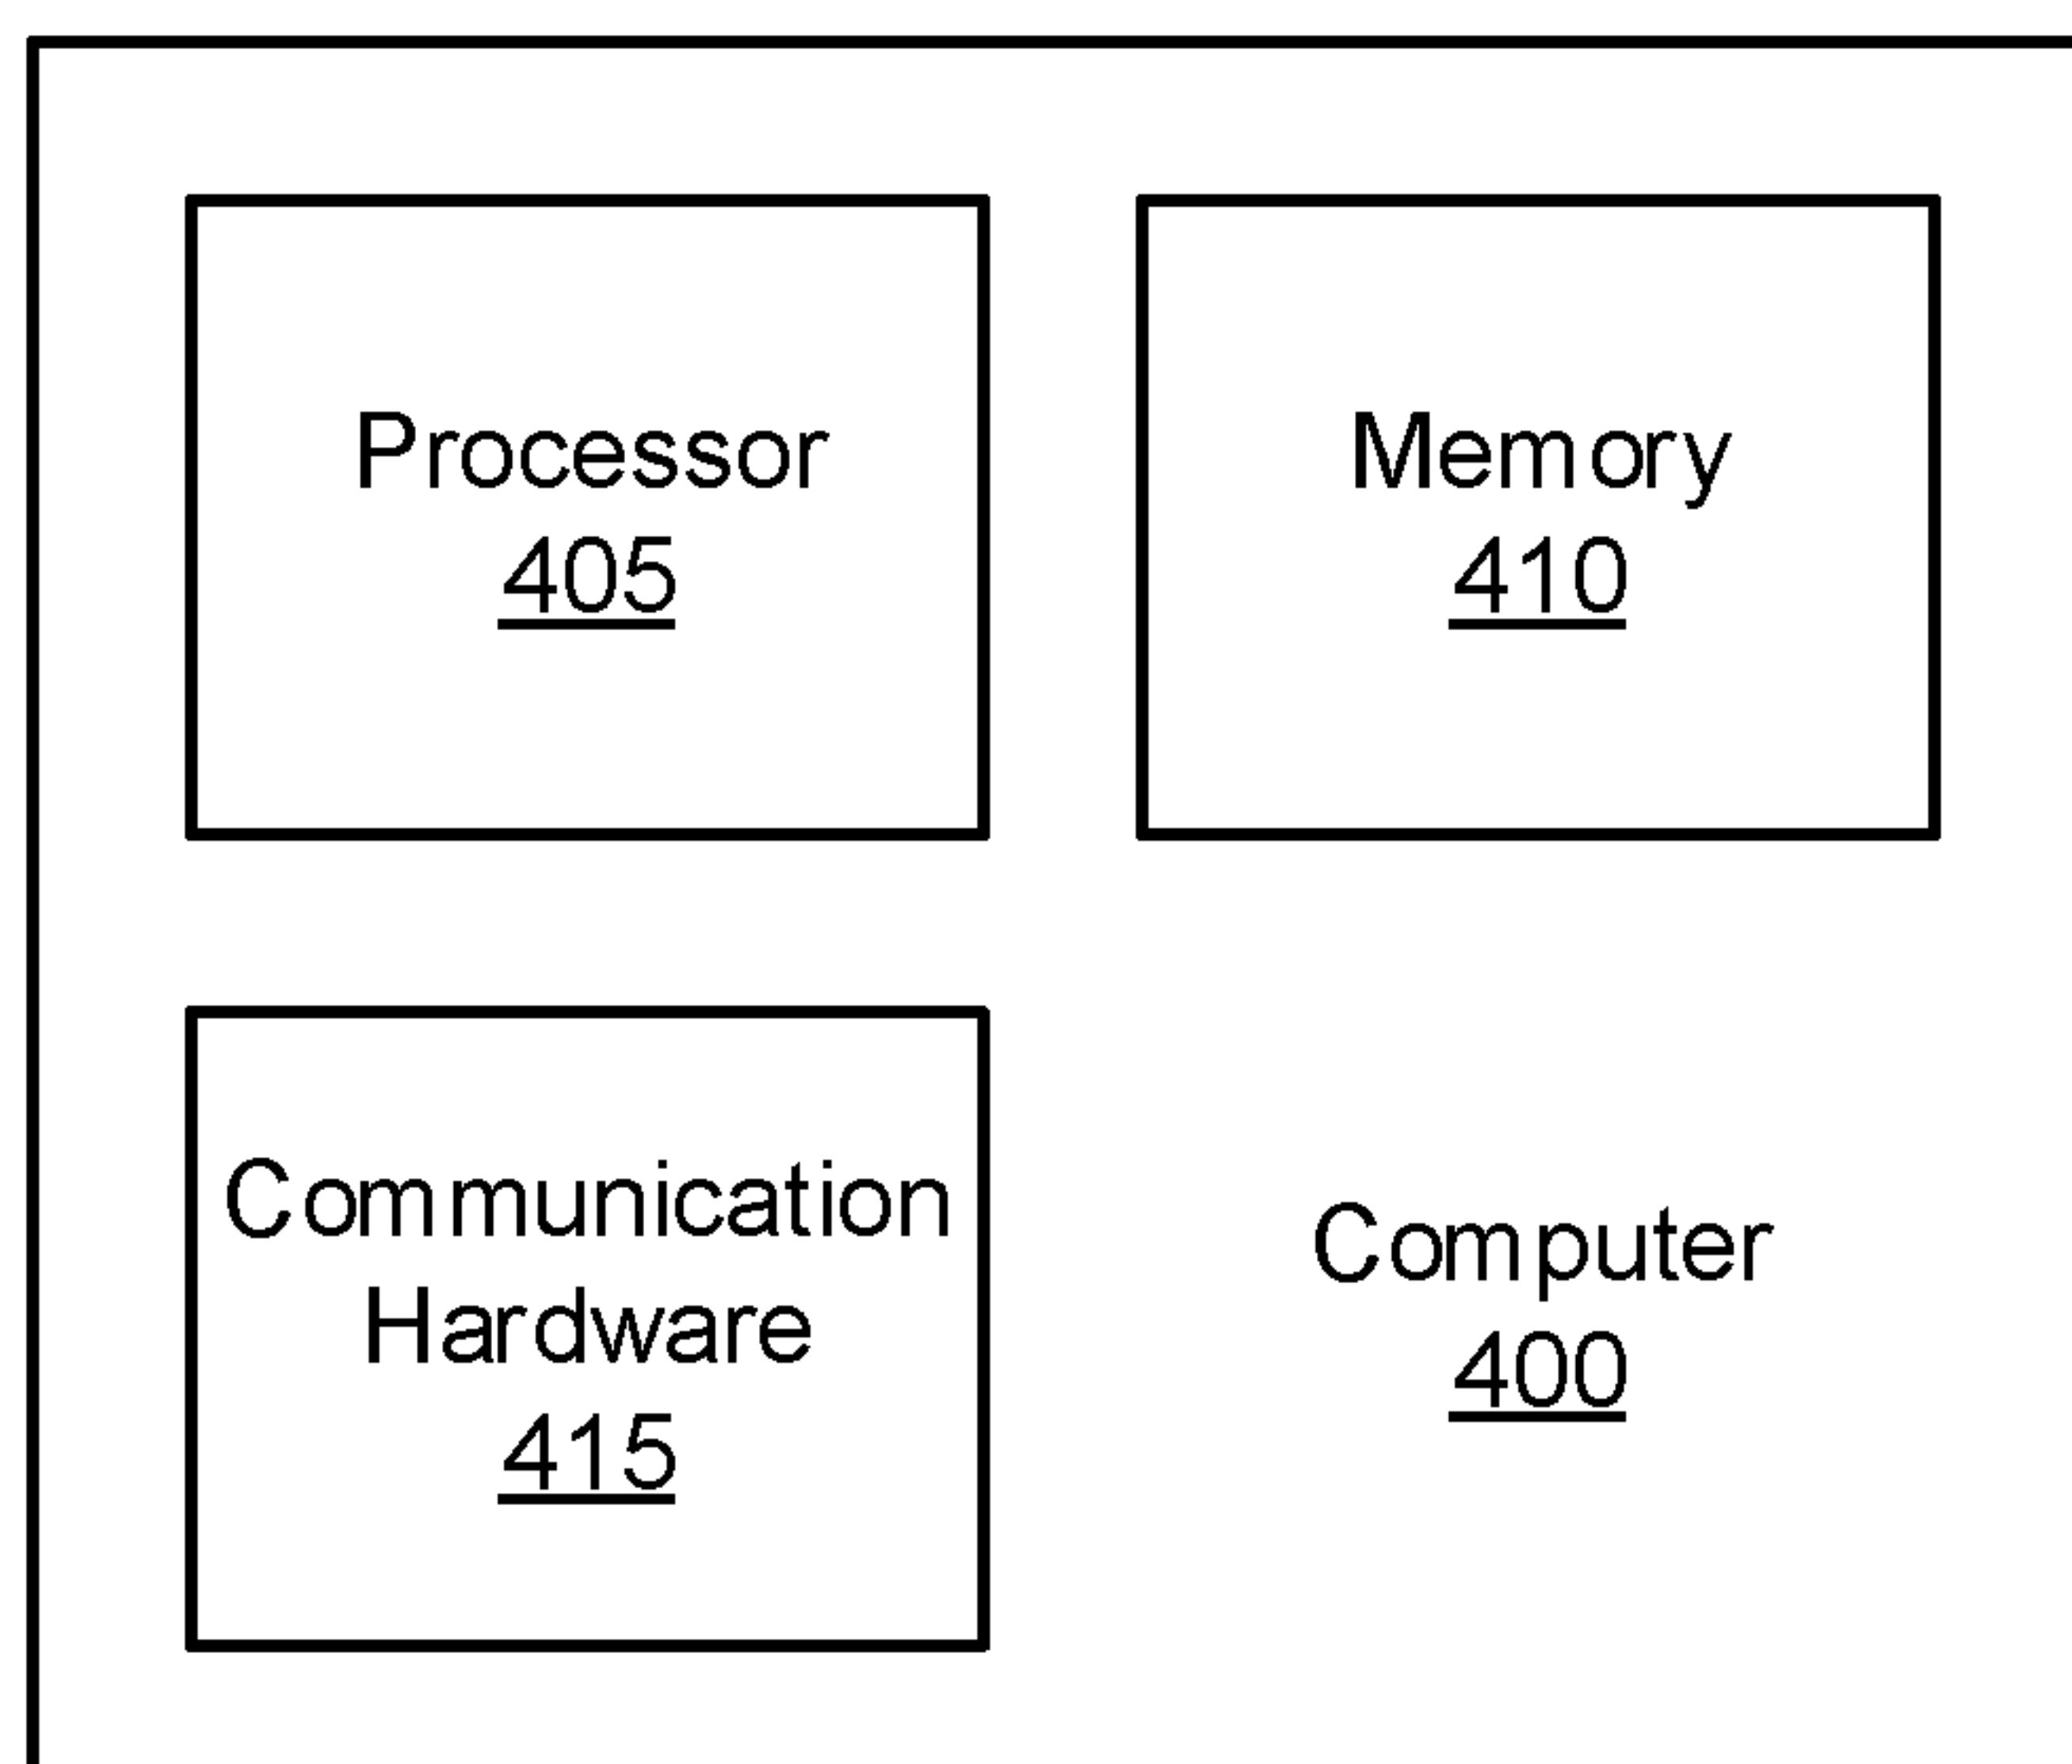 Processor
405
Memory
410
Communication
Hardware
415
Computer
400